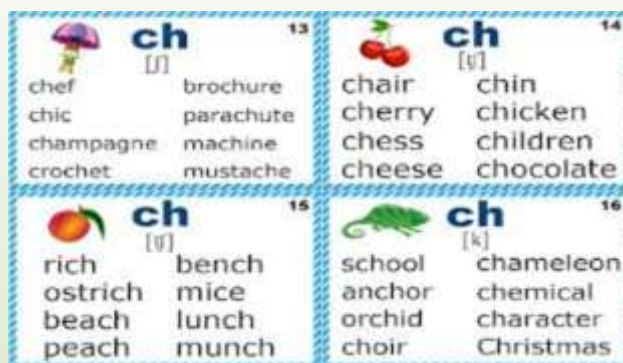 ch 13
[ʃ]
chef brochure
chic parachute
champagne machine
crochet mustache
ch 14
[tʃ]
chair chin
cherry chicken
chess children
cheese chocolate
ch 15
[tʃ]
rich bench
ostrich mice
beach lunch
peach munch
ch 16
[k]
school chameleon
anchor chemical
orchid character
choir Christmas